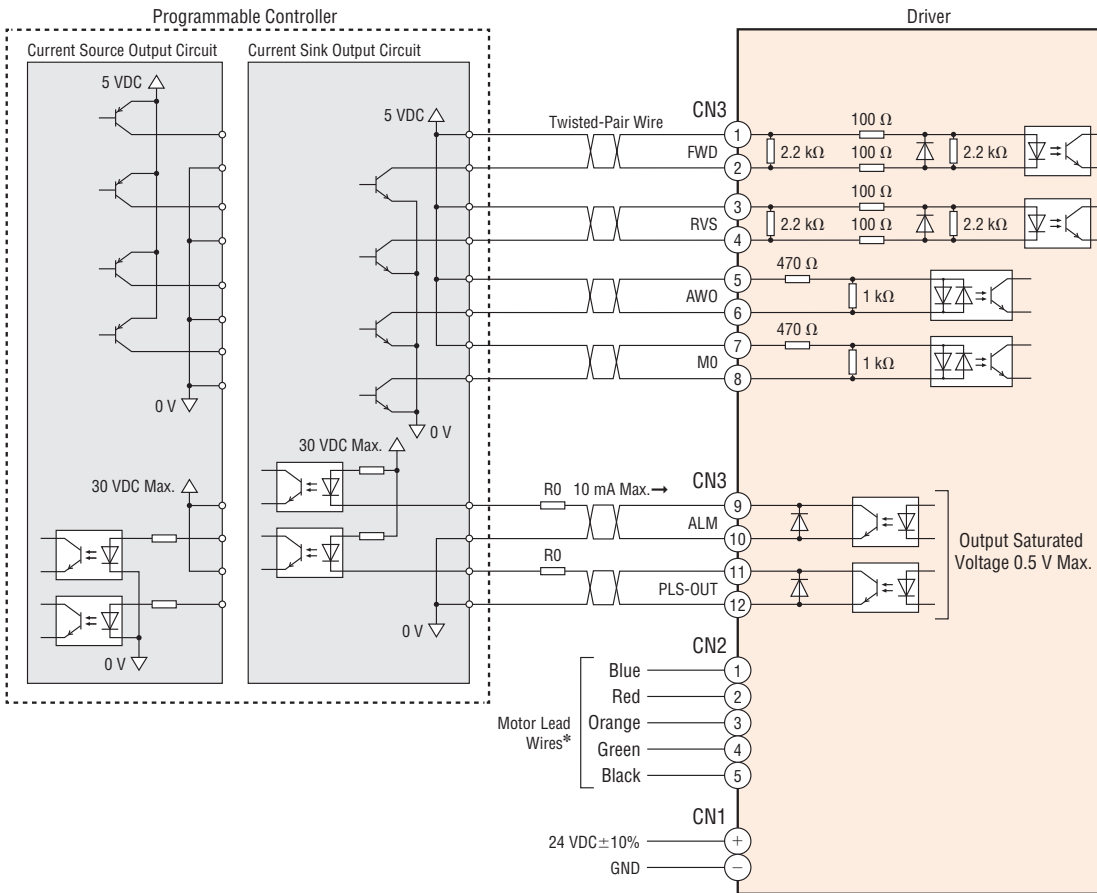 Programmable Controller
Driver
Current Source Output Circuit
Current Sink Output Circuit
5 VDC
5 VDC
0 V
0 V
30 VDC Max.
30 VDC Max.
0 V
0 V
Twisted-Pair Wire
CN3
1
FWD
2
3
RVS
4
5
AWO
6
7
M0
8
100 Ω
2.2 kΩ
100 Ω
2.2 kΩ
100 Ω
2.2 kΩ
100 Ω
2.2 kΩ
470 Ω
1 kΩ
470 Ω
1 kΩ
CN3
R0 10 mA Max.→
9
ALM
10
R0
11
PLS-OUT
12
Output Saturated
Voltage 0.5 V Max.
CN2
Motor Lead
Wires*
Blue 1
Red 2
Orange 3
Green 4
Black 5
CN1
24 VDC±10% +
GND −